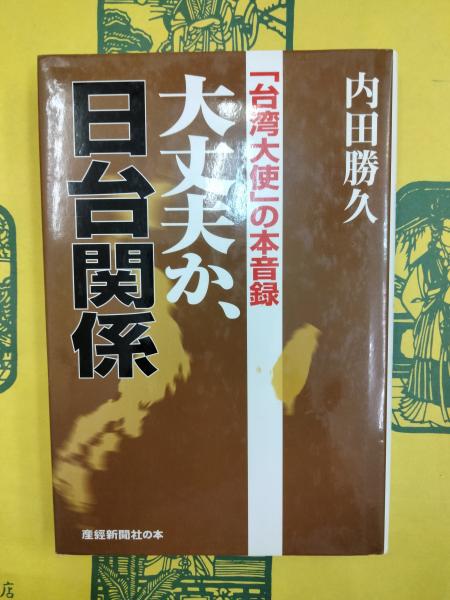 内田勝久
「台湾大使」の本音録
大丈夫か、
日台関係
産経新聞社の本
店